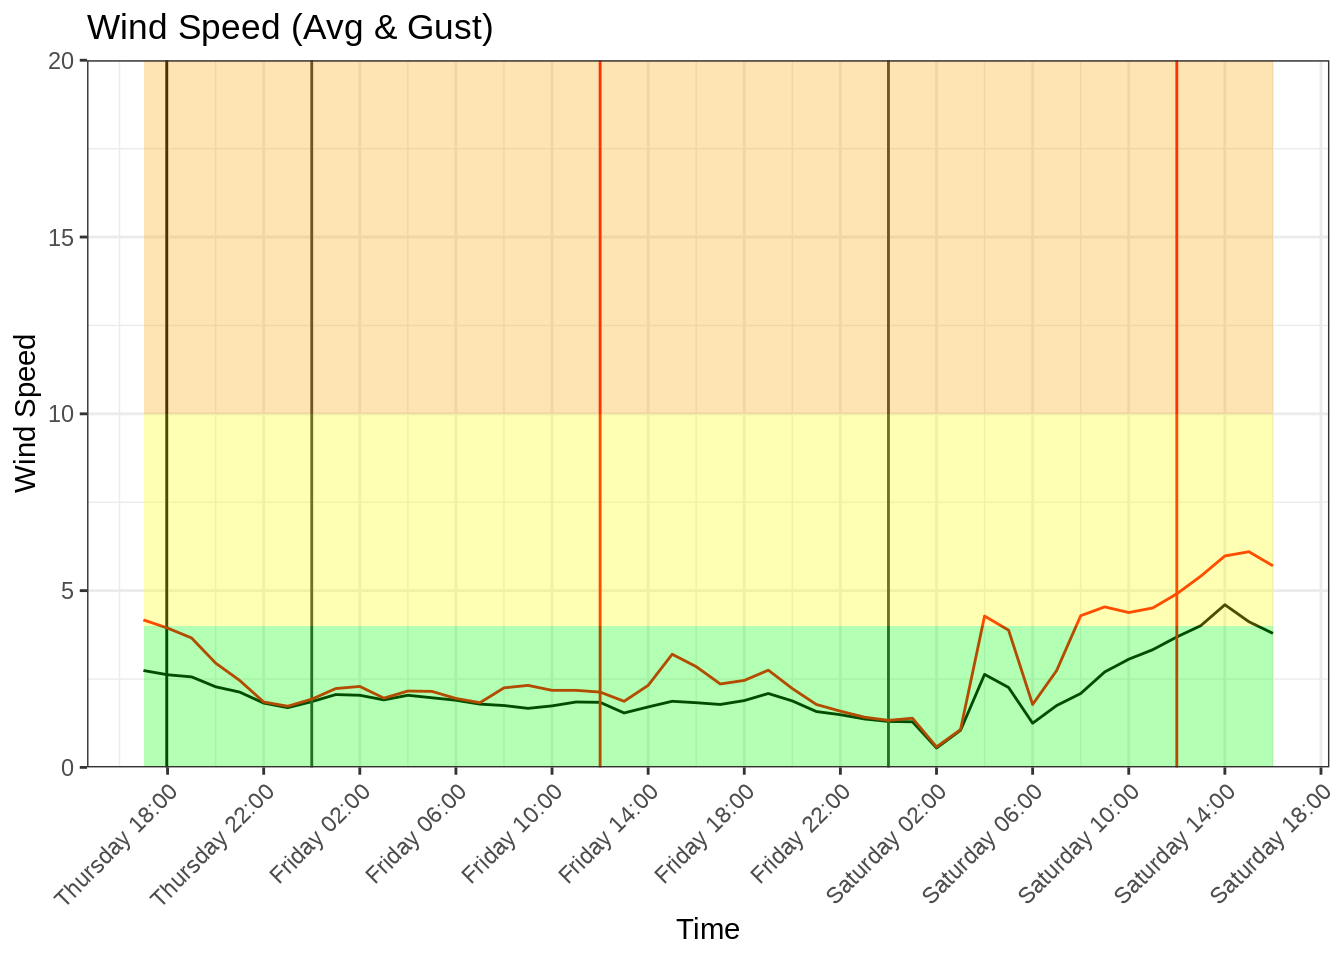 Wind Speed (Avg & Gust)
20
15
10
5
0
Wind Speed
Thursday 18:00
Thursday 22:00
Friday 02:00
Friday 06:00
Friday 10:00
Friday 14:00
Friday 18:00
Friday 22:00
Saturday 02:00
Saturday 06:00
Saturday 10:00
Saturday 14:00
Saturday 18:00
Time